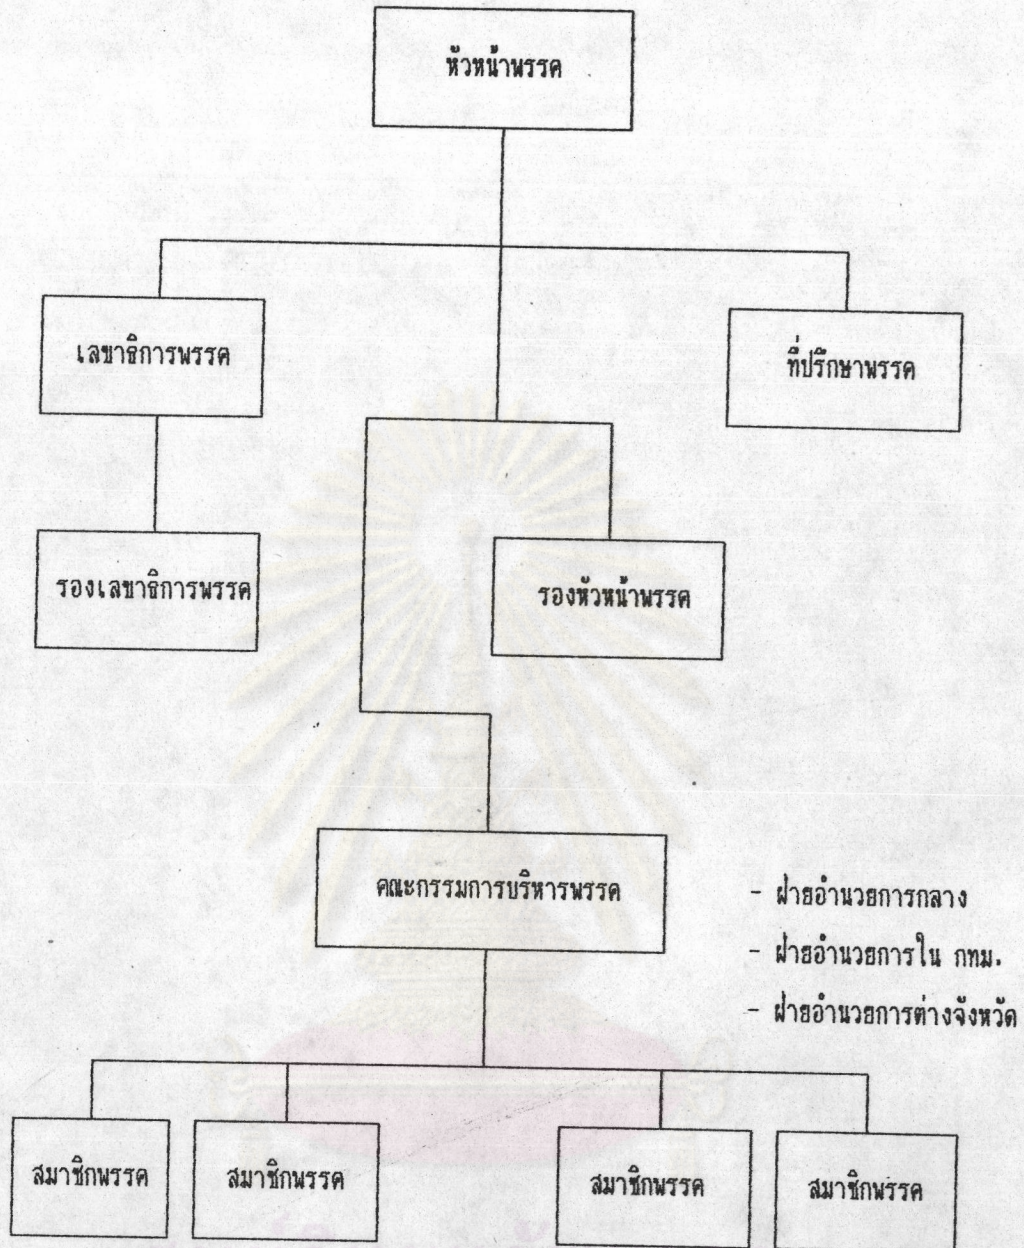 หัวหน้าพรรค
เลขาธิการพรรค
ที่ปรึกษาพรรค
รองเลขาธิการพรรค
รองหัวหน้าพรรค
คณะกรรมการบริหารพรรค
- ฝ่ายอำนวยการกลาง
- ฝ่ายอำนวยการใน กทม.
- ฝ่ายอำนวยการต่างจังหวัด
สมาชิกพรรค
สมาชิกพรรค
สมาชิกพรรค
สมาชิกพรรค